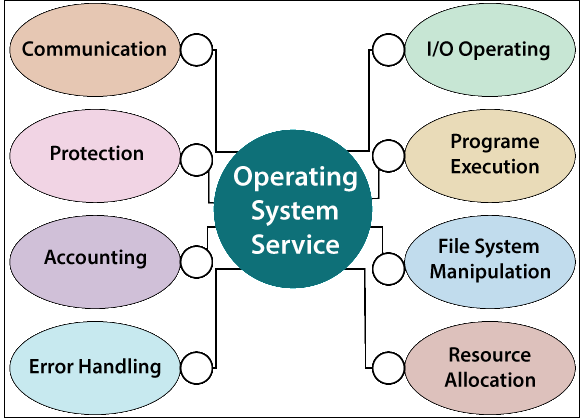 Communication
Protection
Accounting
Error Handling
Operating
System
Service
I/O Operating
Programe
Execution
File System
Manipulation
Resource
Allocation